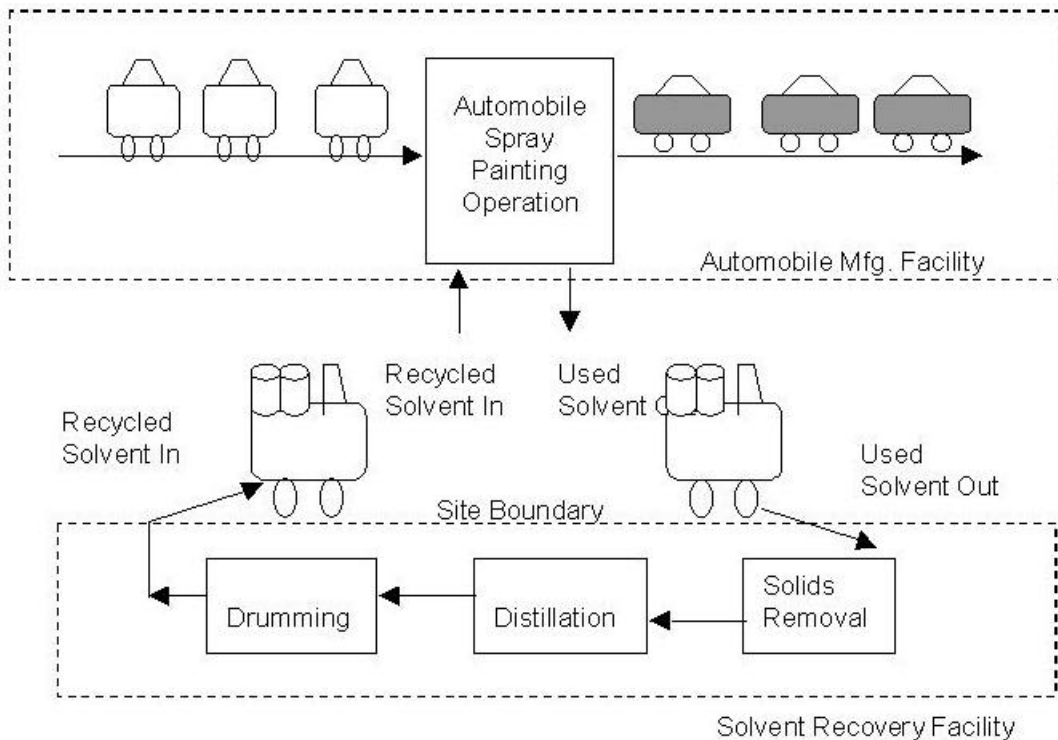 Automobile
Spray
Painting
Operation
Automobile Mfg. Facility
Recycled
Solvent In
Used
Solvent
Recycled
Solvent In
Used
Solvent Out
Site Boundary
Drumming
Distillation
Solids
Removal
Solvent Recovery Facility